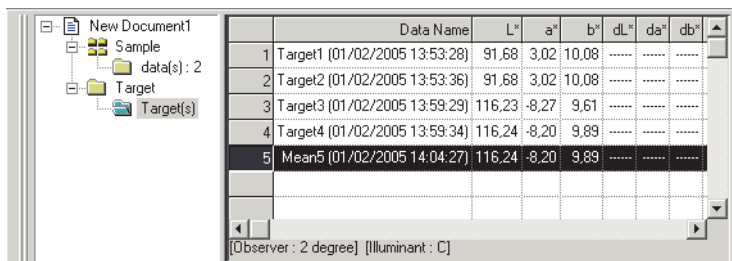 New Document1
Sample
data(s) : 2
Target
Target(s)
Data Name L* a* b* dL* da* db*
1 Target1 (01/02/2005 13:53:28) 91,68 3,02 10,08 ----- ----- -----
2 Target2 (01/02/2005 13:53:36) 91,68 3,02 10,08 ----- ----- -----
3 Target3 (01/02/2005 13:59:29) 116,23 -8,27 9,61 ----- ----- -----
4 Target4 (01/02/2005 13:59:34) 116,24 -8,20 9,89 ----- ----- -----
5 Mean5 (01/02/2005 14:04:27) 116,24 -8,20 9,89 ----- ----- -----
[Observer : 2 degree] [Illuminant : C]